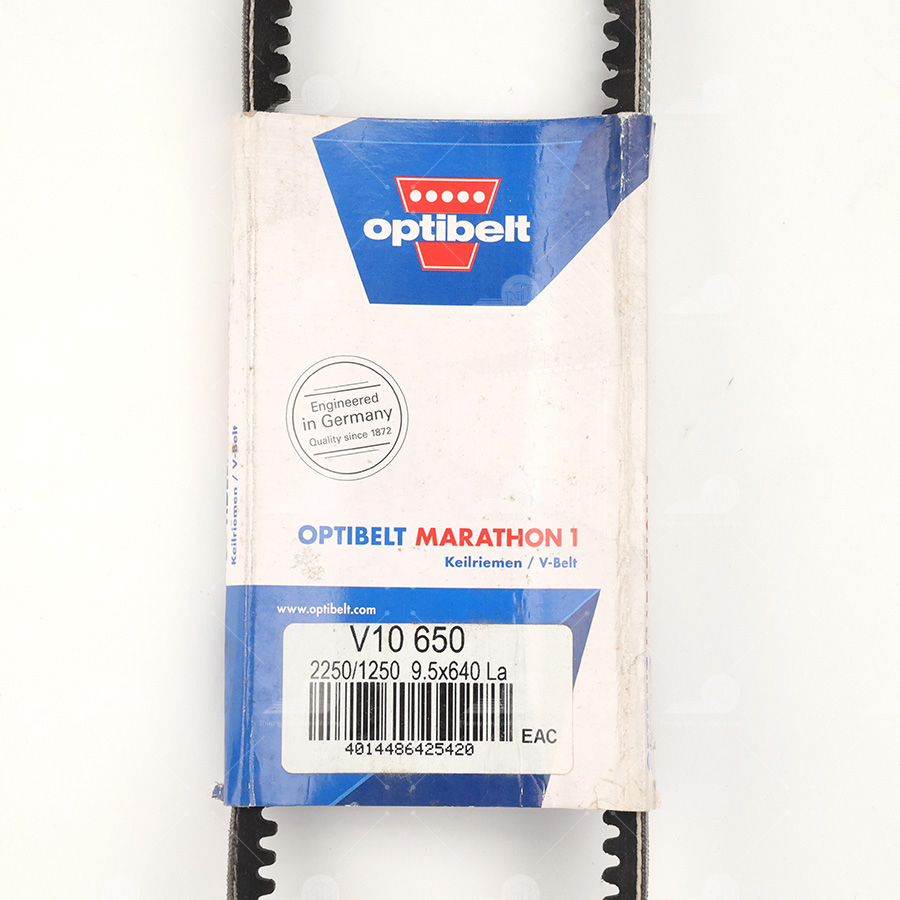 optibelt
Engineered
in Germany
Quality since 1872
OPTIBELT MARATHON 1
Keilriemen / V-Belt
Keilriemen / V-Belt
www.optibelt.com
V10 650
2250/1250 9.5x640 La
4014486425420
EAC